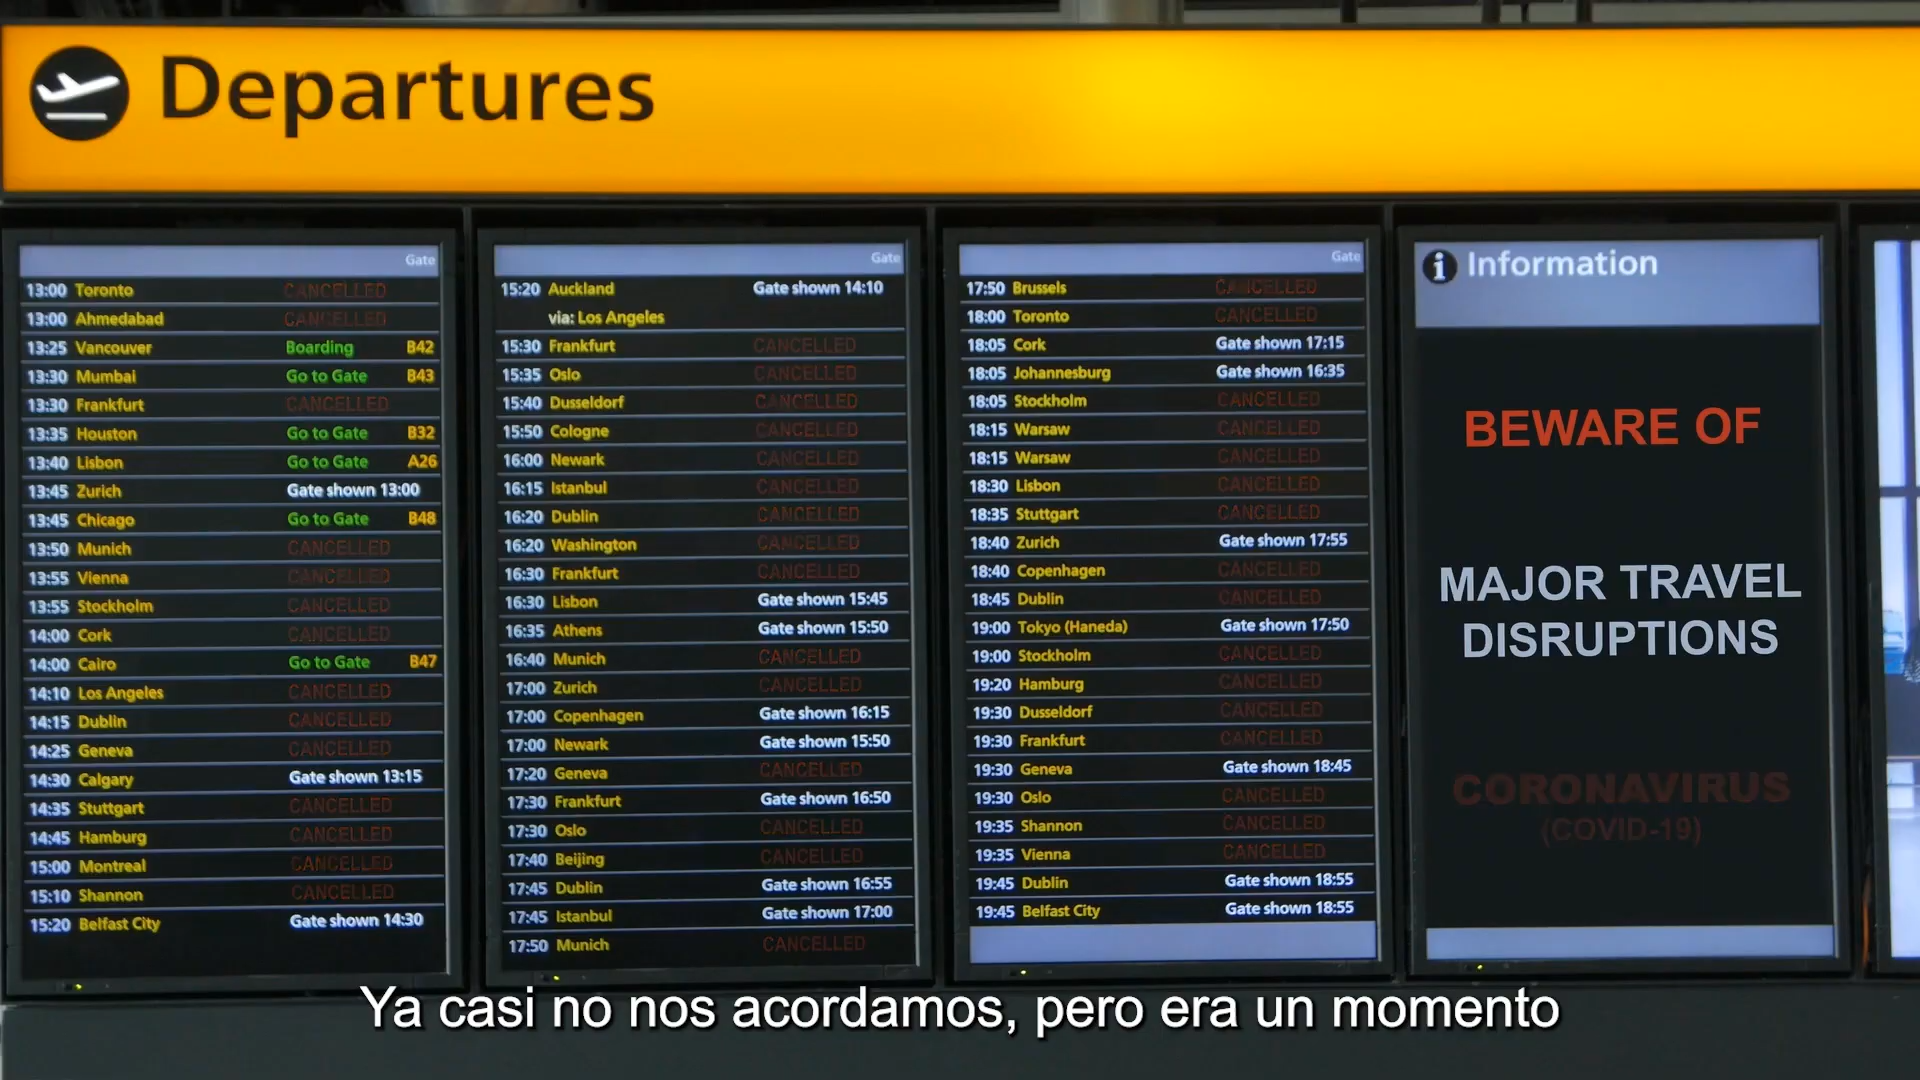 Departures
Gate
13:00 Toronto CANCELLED
13:00 Ahmedabad CANCELLED
13:25 Vancouver Boarding B42
13:30 Mumbai Go to Gate B43
13:30 Frankfurt CANCELLED
13:35 Houston Go to Gate B32
13:40 Lisbon Go to Gate A26
13:45 Zurich Gate shown 13:00
13:45 Chicago Go to Gate B48
13:50 Munich CANCELLED
13:55 Vienna CANCELLED
13:55 Stockholm CANCELLED
14:00 Cork CANCELLED
14:00 Cairo Go to Gate B47
14:10 Los Angeles CANCELLED
14:15 Dublin CANCELLED
14:25 Geneva CANCELLED
14:30 Calgary Gate shown 13:15
14:35 Stuttgart CANCELLED
14:45 Hamburg CANCELLED
15:00 Montreal CANCELLED
15:10 Shannon CANCELLED
15:20 Belfast City Gate shown 14:30
Gate
15:20 Auckland Gate shown 14:10
via: Los Angeles
15:30 Frankfurt CANCELLED
15:35 Oslo CANCELLED
15:40 Dusseldorf CANCELLED
15:50 Cologne CANCELLED
16:00 Newark CANCELLED
16:15 Istanbul CANCELLED
16:20 Dublin CANCELLED
16:20 Washington CANCELLED
16:30 Frankfurt CANCELLED
16:30 Lisbon Gate shown 15:45
16:35 Athens Gate shown 15:50
16:40 Munich CANCELLED
17:00 Zurich CANCELLED
17:00 Copenhagen Gate shown 16:15
17:00 Newark Gate shown 15:50
17:20 Geneva CANCELLED
17:30 Frankfurt Gate shown 16:50
17:30 Oslo CANCELLED
17:40 Beijing CANCELLED
17:45 Dublin Gate shown 16:55
17:45 Istanbul Gate shown 17:00
17:50 Munich CANCELLED
Gate
17:50 Brussels CANCELLED
18:00 Toronto CANCELLED
18:05 Cork Gate shown 17:15
18:05 Johannesburg Gate shown 16:35
18:05 Stockholm CANCELLED
18:15 Warsaw CANCELLED
18:15 Warsaw CANCELLED
18:30 Lisbon CANCELLED
18:35 Stuttgart CANCELLED
18:40 Zurich Gate shown 17:55
18:40 Copenhagen CANCELLED
18:45 Dublin CANCELLED
19:00 Tokyo (Haneda) Gate shown 17:50
19:00 Stockholm CANCELLED
19:20 Hamburg CANCELLED
19:30 Dusseldorf CANCELLED
19:30 Frankfurt CANCELLED
19:30 Geneva Gate shown 18:45
19:30 Oslo CANCELLED
19:35 Shannon CANCELLED
19:35 Vienna CANCELLED
19:45 Dublin Gate shown 18:55
19:45 Belfast City Gate shown 18:55
i Information
BEWARE OF
MAJOR TRAVEL
DISRUPTIONS
CORONAVIRUS
(COVID-19)
Ya casi no nos acordamos, pero era un momento